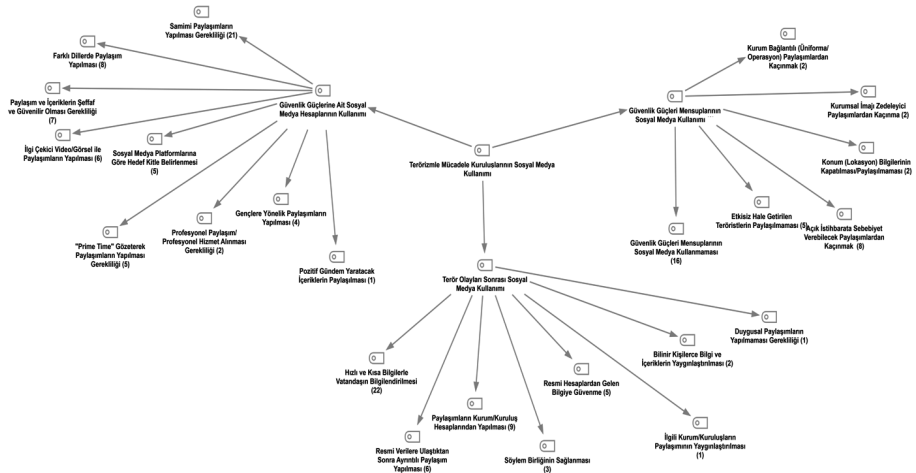 Samimi Paylaşımların
Yapılması Gerekliliği (21)
Farklı Dillerde Paylaşım
Yapılması (8)
Paylaşım ve İçeriklerin Şeffaf
ve Güvenilir Olması Gerekliliği
(7)
İlgi Çekici Video/Görsel ile
Paylaşımların Yapılması (6)
Sosyal Medya Platformlarına
Göre Hedef Kitle Belirlenmesi
(5)
"Prime Time" Gözeterek
Paylaşımların Yapılması
Gerekliliği (5)
Profesyonel Paylaşım/
Profesyonel Hizmet Alınması
Gerekliliği (2)
Gençlere Yönelik Paylaşımların
Yapılması (4)
Pozitif Gündem Yaratacak
İçeriklerin Paylaşılması (1)
Güvenlik Güçlerine Ait Sosyal
Medya Hesaplarının Kullanımı
Terörizmle Mücadele Kuruluşlarının Sosyal Medya
Kullanımı
Güvenlik Güçleri Mensuplarının
Sosyal Medya Kullanımı ...
Kurum Bağlantılı (Üniforma/
Operasyon) Paylaşımlardan
Kaçınmak (2)
Kurumsal İmajı Zedeleyici
Paylaşımlardan Kaçınma (2)
Konum (Lokasyon) Bilgilerinin
Kapatılması/Paylaşılmaması (2)
Açık İstihbarata Sebebiyet
Verebilecek Paylaşımlardan
Kaçınmak (8)
Etkisiz Hale Getirilen
Teröristlerin Paylaşılmaması (5)
Güvenlik Güçleri Mensuplarının
Sosyal Medya Kullanmaması
(16)
Terör Olayları Sonrası Sosyal
Medya Kullanımı
Hızlı ve Kısa Bilgilerle
Vatandaşın Bilgilendirilmesi
(22)
Resmi Verilere Ulaştıktan
Sonra Ayrıntılı Paylaşım
Yapılması (6)
Paylaşımların Kurum/Kuruluş
Hesaplarından Yapılması (9)
Söylem Birliğinin Sağlanması
(3)
Resmi Hesaplardan Gelen
Bilgiye Güvenme (5)
İlgili Kurum/Kuruluşların
Paylaşımının Yaygınlaştırılması
(1)
Bilinir Kişilerce Bilgi ve
İçeriklerin Yaygınlaştırılması (2)
Duygusal Paylaşımların
Yapılmaması Gerekliliği (1)